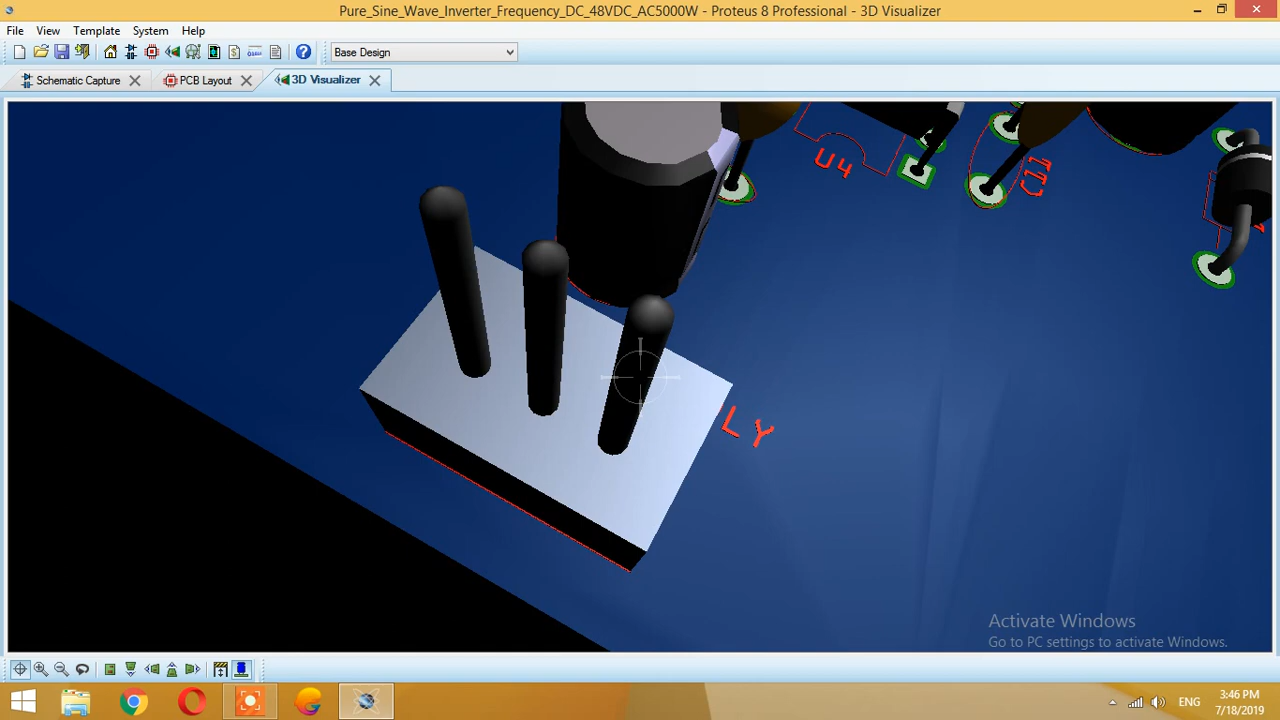 Pure_Sine_Wave_Inverter_Frequency_DC_48VDC_AC5000W - Proteus 8 Professional - 3D Visualizer
File View Template System Help
Base Design
Schematic Capture PCB Layout 3D Visualizer
U4
C11
LY
Activate Windows
Go to PC settings to activate Windows.
ENG
3:46 PM
7/18/2019